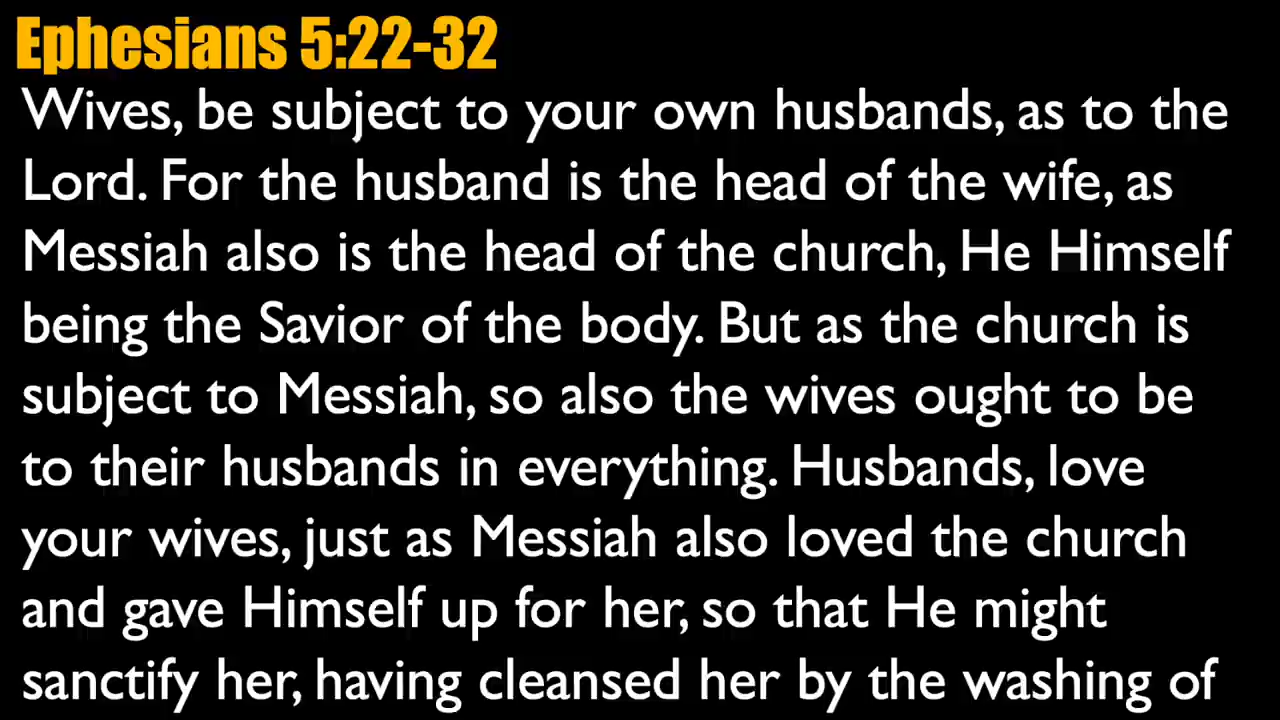 Ephesians 5:22-32
Wives, be subject to your own husbands, as to the
Lord. For the husband is the head of the wife, as
Messiah also is the head of the church, He Himself
being the Savior of the body. But as the church is
subject to Messiah, so also the wives ought to be
to their husbands in everything. Husbands, love
your wives, just as Messiah also loved the church
and gave Himself up for her, so that He might
sanctify her, having cleansed her by the washing of